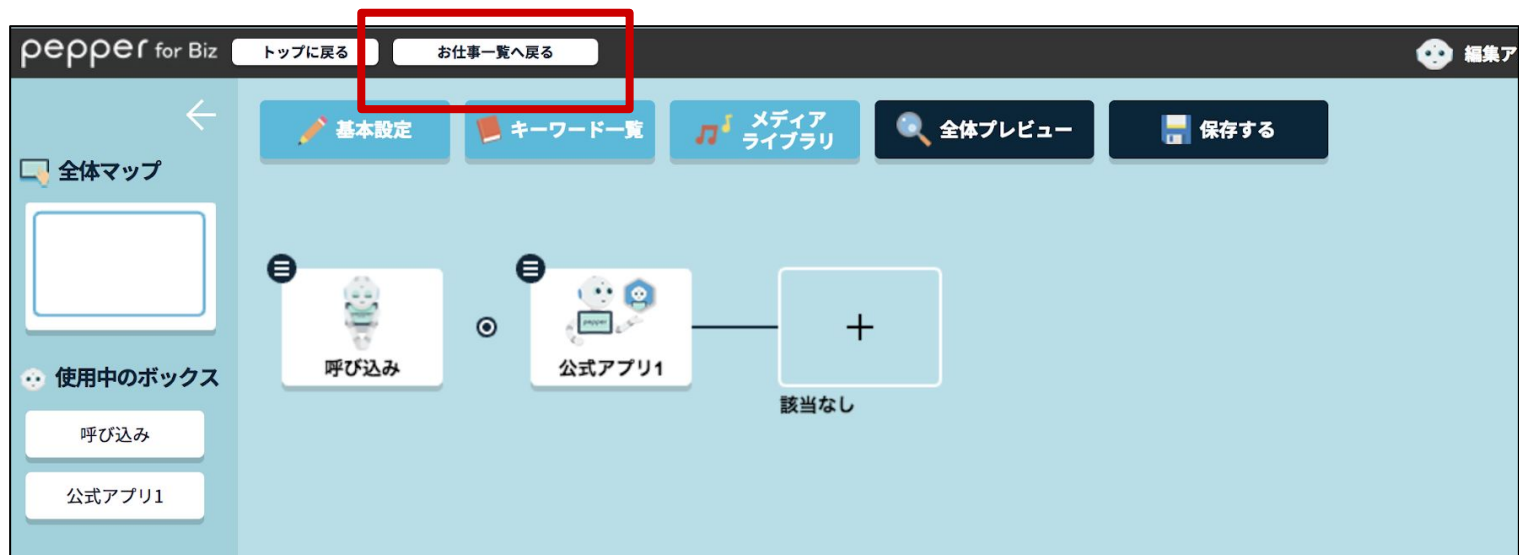 pepper for Biz
トップに戻る
お仕事一覧へ戻る
編集ア
基本設定
キーワード一覧
メディア
ライブラリ
全体プレビュー
保存する
全体マップ
呼び込み
pepper
公式アプリ1
該当なし
使用中のボックス
呼び込み
公式アプリ1